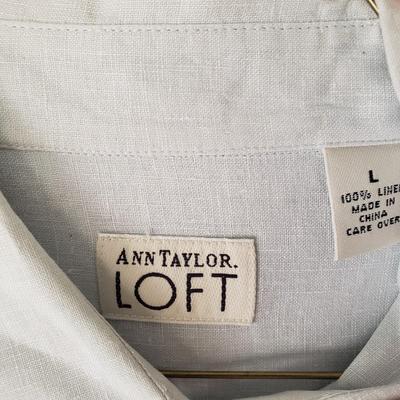 ANN TAYLOR.
LOFT
L
100% LINEN
MADE IN
CHINA
CARE OVER